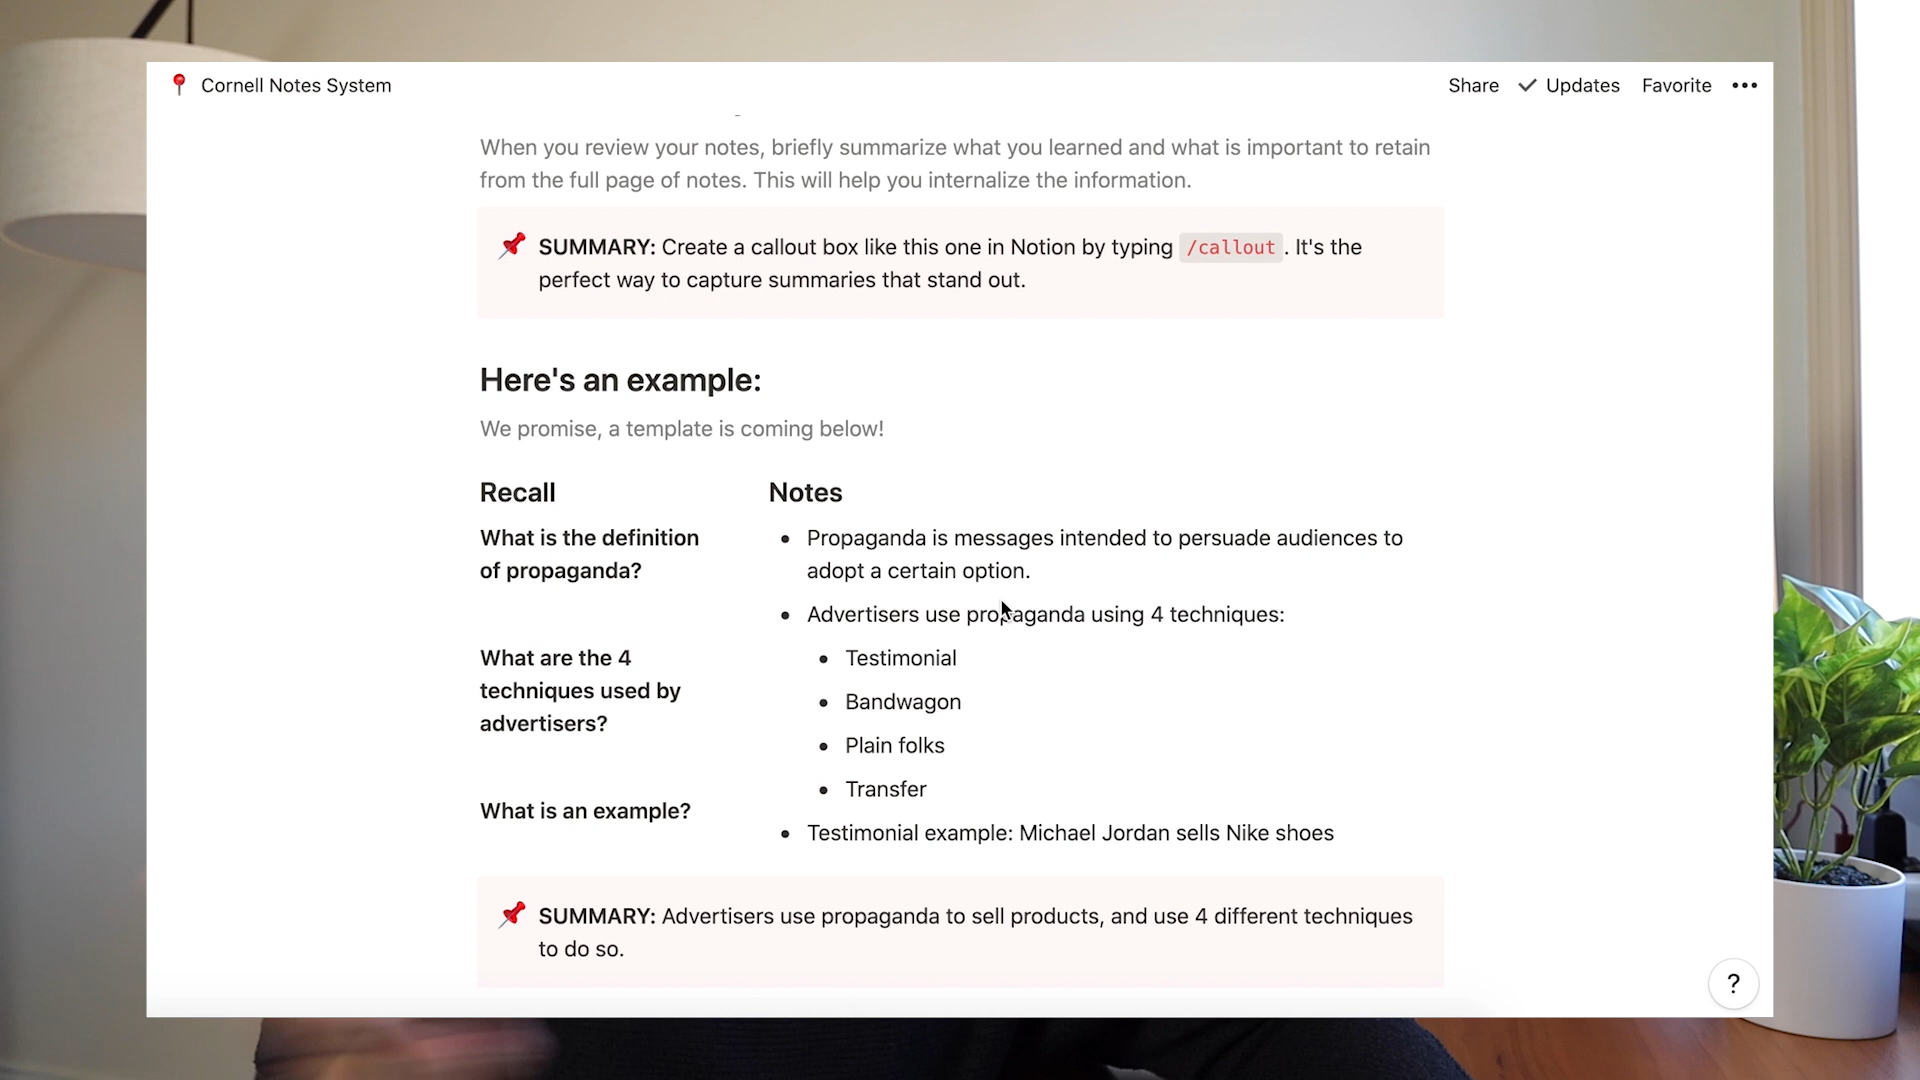 Cornell Notes System
Share ✓ Updates Favorite •••
When you review your notes, briefly summarize what you learned and what is important to retain
from the full page of notes. This will help you internalize the information.
SUMMARY: Create a callout box like this one in Notion by typing /callout . It's the
perfect way to capture summaries that stand out.
Here's an example:
We promise, a template is coming below!
Recall
What is the definition
of propaganda?
What are the 4
techniques used by
advertisers?
What is an example?
Notes
• Propaganda is messages intended to persuade audiences to
adopt a certain option.
• Advertisers use propaganda using 4 techniques:
• Testimonial
• Bandwagon
• Plain folks
• Transfer
• Testimonial example: Michael Jordan sells Nike shoes
SUMMARY: Advertisers use propaganda to sell products, and use 4 different techniques
to do so.
?